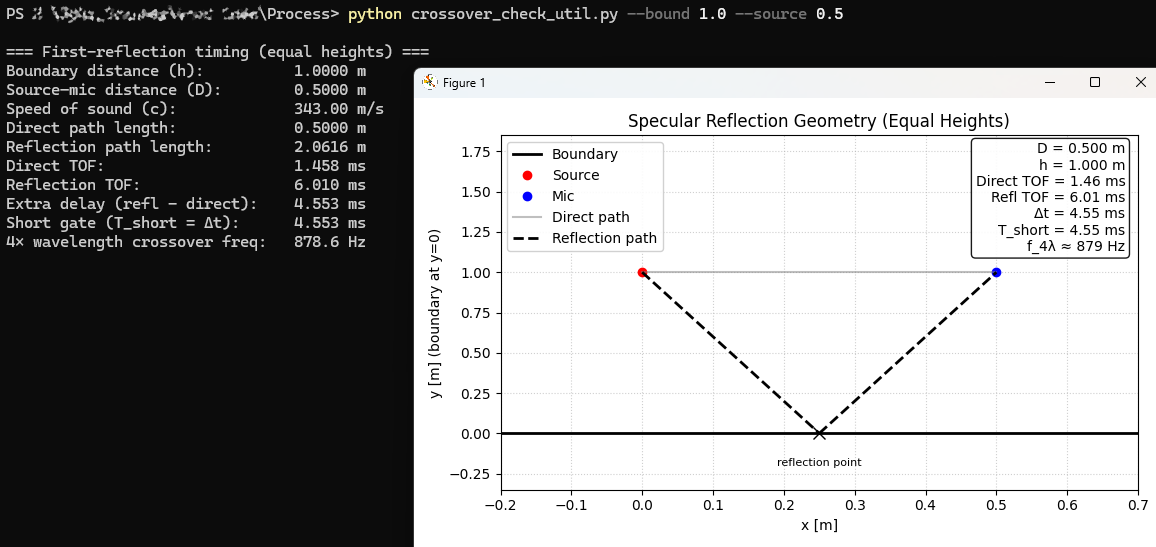 PS \Process> python crossover_check_util.py --bound 1.0 --source 0.5
=== First-reflection timing (equal heights) ===
Boundary distance (h): 1.0000 m
Source-mic distance (D): 0.5000 m
Speed of sound (c): 343.00 m/s
Direct path length: 0.5000 m
Reflection path length: 2.0616 m
Direct TOF: 1.458 ms
Reflection TOF: 6.010 ms
Extra delay (refl - direct): 4.553 ms
Short gate (T_short = Δt): 4.553 ms
4× wavelength crossover freq: 878.6 Hz
Figure 1
Specular Reflection Geometry (Equal Heights)
Boundary
Source
Mic
Direct path
Reflection path
D = 0.500 m
h = 1.000 m
Direct TOF = 1.46 ms
Refl TOF = 6.01 ms
Δt = 4.55 ms
T_short = 4.55 ms
f_4λ ≈ 879 Hz
y [m] (boundary at y=0)
1.75
1.50
1.25
1.00
0.75
0.50
0.25
0.00
−0.25
reflection point
−0.2 −0.1 0.0 0.1 0.2 0.3 0.4 0.5 0.6 0.7
x [m]